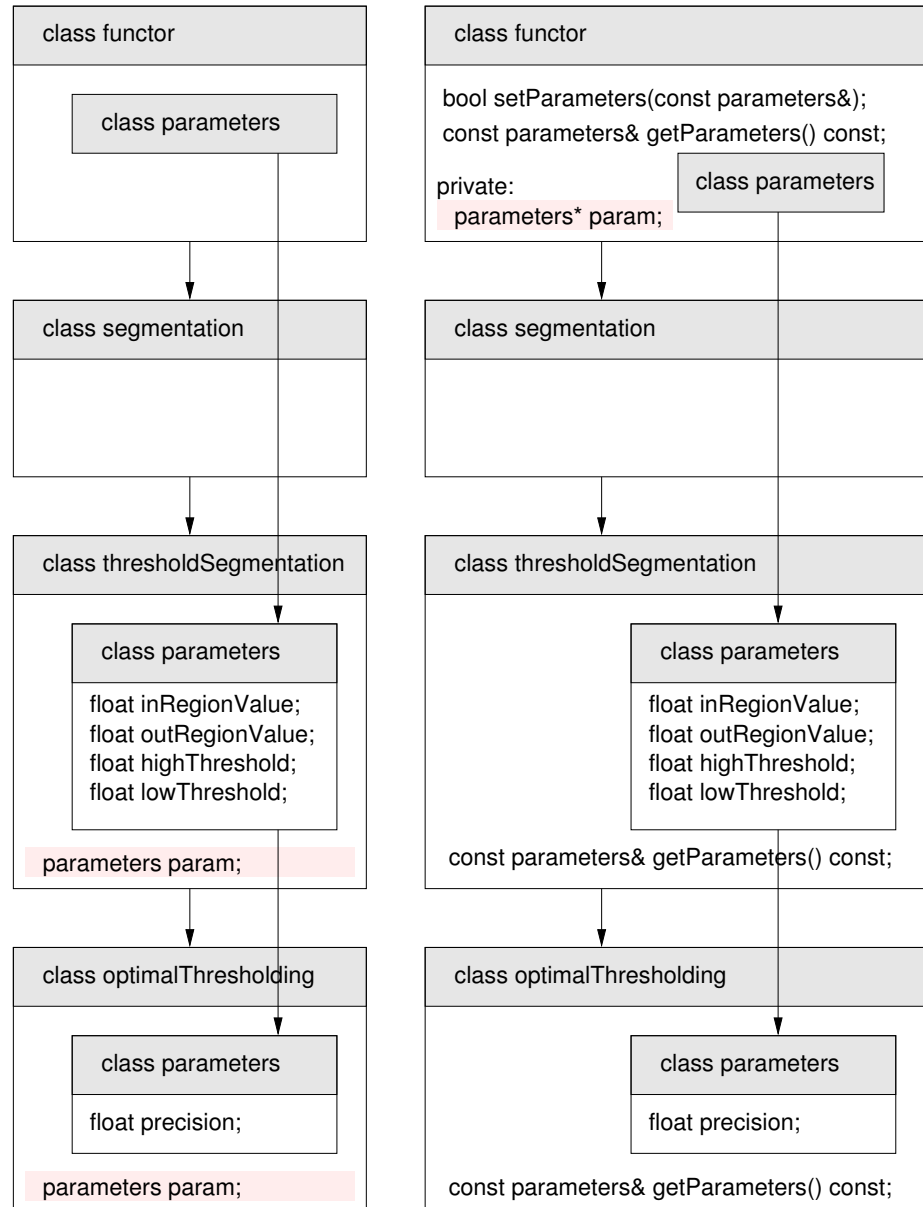 class functor
class parameters
class segmentation
class thresholdSegmentation
class parameters
float inRegionValue;
float outRegionValue;
float highThreshold;
float lowThreshold;
parameters param;
class optimalThresholding
class parameters
float precision;
parameters param;
class functor
bool setParameters(const parameters&);
const parameters& getParameters() const;
class parameters
private:
parameters* param;
class segmentation
class thresholdSegmentation
class parameters
float inRegionValue;
float outRegionValue;
float highThreshold;
float lowThreshold;
const parameters& getParameters() const;
class optimalThresholding
class parameters
float precision;
const parameters& getParameters() const;